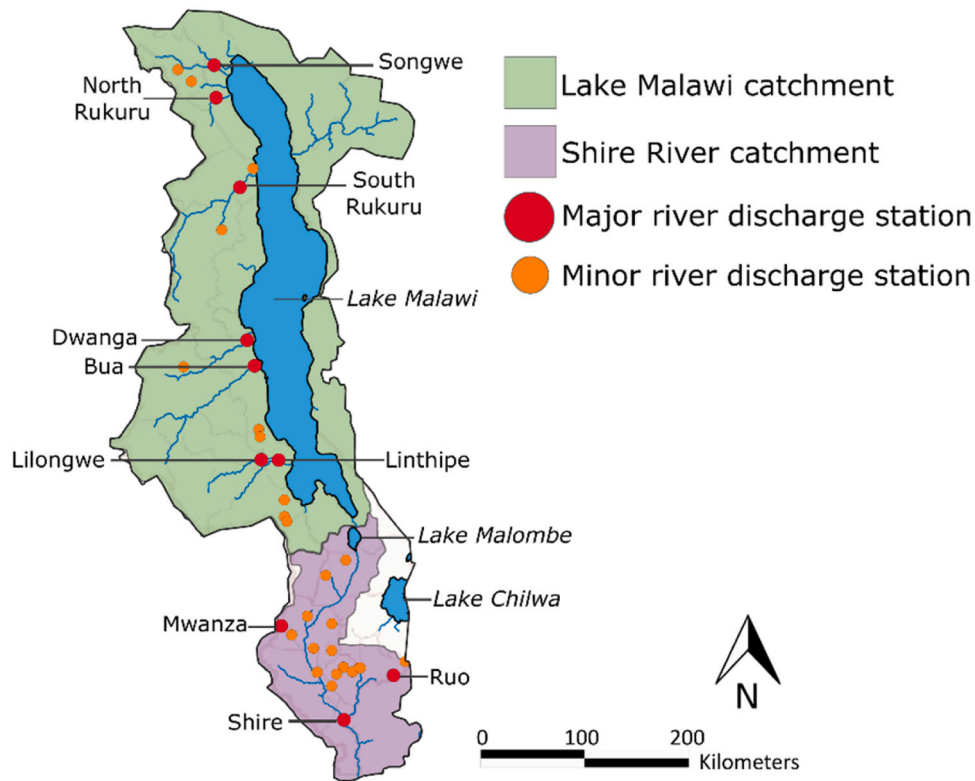 Songwe
North
Rukuru
South
Rukuru
Lake Malawi
Dwanga
Bua
Lilongwe
Linthipe
Lake Malombe
Lake Chilwa
Mwanza
Ruo
Shire
Lake Malawi catchment
Shire River catchment
Major river discharge station
Minor river discharge station
N
0 100 200
Kilometers